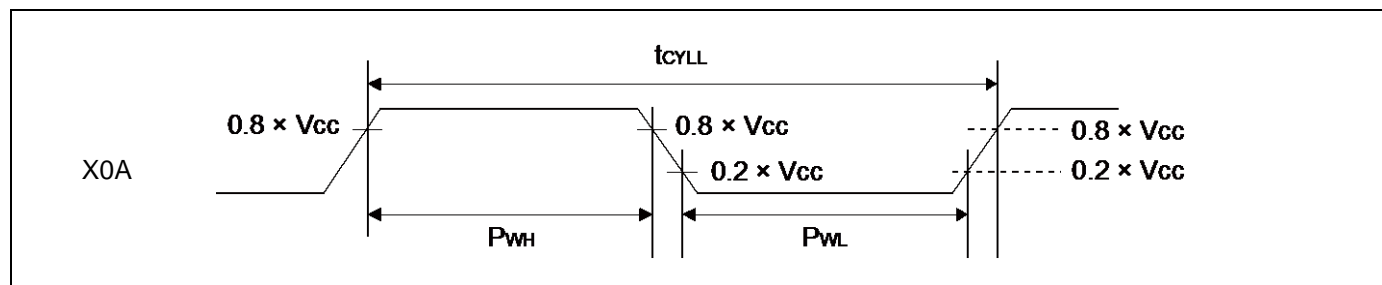 tCYLL
0.8 × VCC
0.8 × VCC
0.8 × VCC
X0A
0.2 × VCC
0.2 × VCC
PWH
PWL